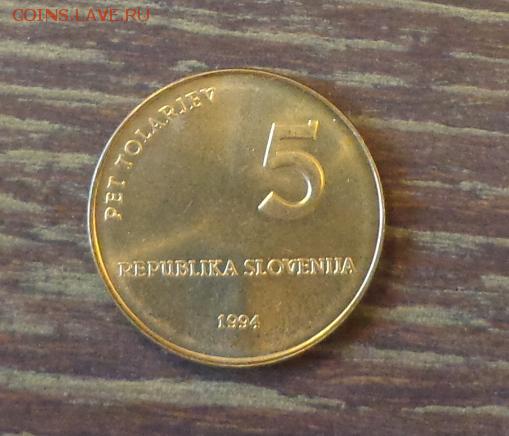 COINS.LAVE.RU
PET TOLARJEV
5
REPUBLIKA SLOVENIJA
1994